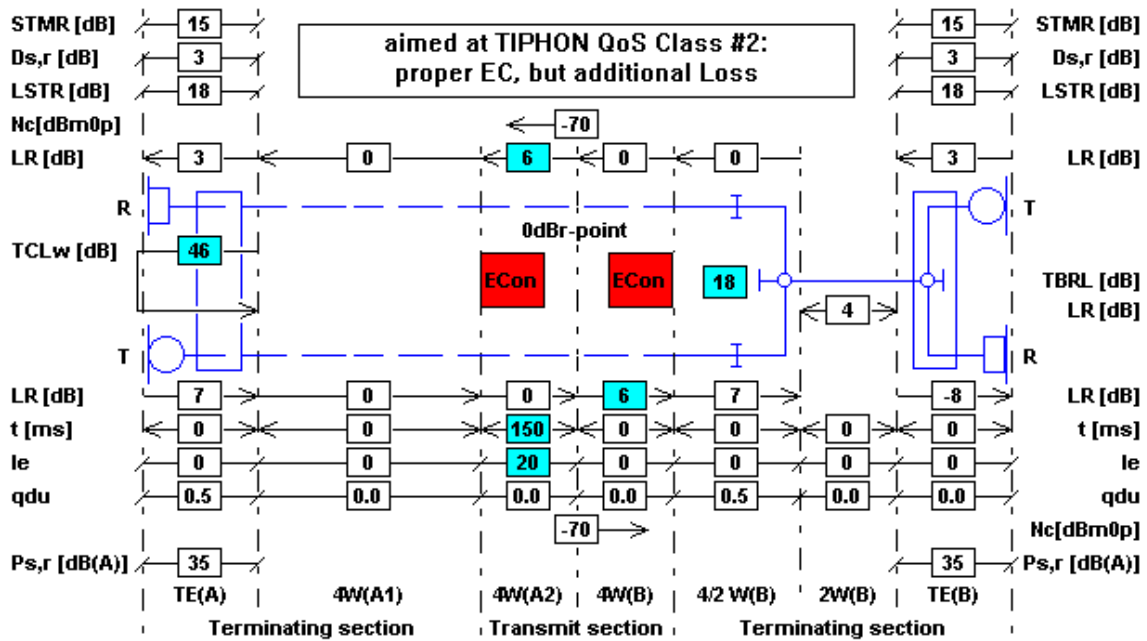 STMR [dB] 15 15 STMR [dB]
aimed at TIPHON QoS Class #2:
proper EC, but additional Loss
Ds,r [dB] 3 3 Ds,r [dB]
LSTR [dB] 18 18 LSTR [dB]
Nc[dBm0p] -70
LR [dB] 3 0 6 0 0 3 LR [dB]
R T
0dBr-point
TCLw [dB] 46 ECon ECon 18 TBRL [dB]
4 LR [dB]
T R
LR [dB] 7 0 0 6 7 -8 LR [dB]
t [ms] 0 0 150 0 0 0 0 t [ms]
Ie 0 0 20 0 0 0 0 Ie
qdu 0.5 0.0 0.0 0.0 0.5 0.0 0.0 qdu
-70 Nc[dBm0p]
Ps,r [dB(A)] 35 35 Ps,r [dB(A)]
TE(A) 4W(A1) 4W(A2) 4W(B) 4/2 W(B) 2W(B) TE(B)
Terminating section Transmit section Terminating section